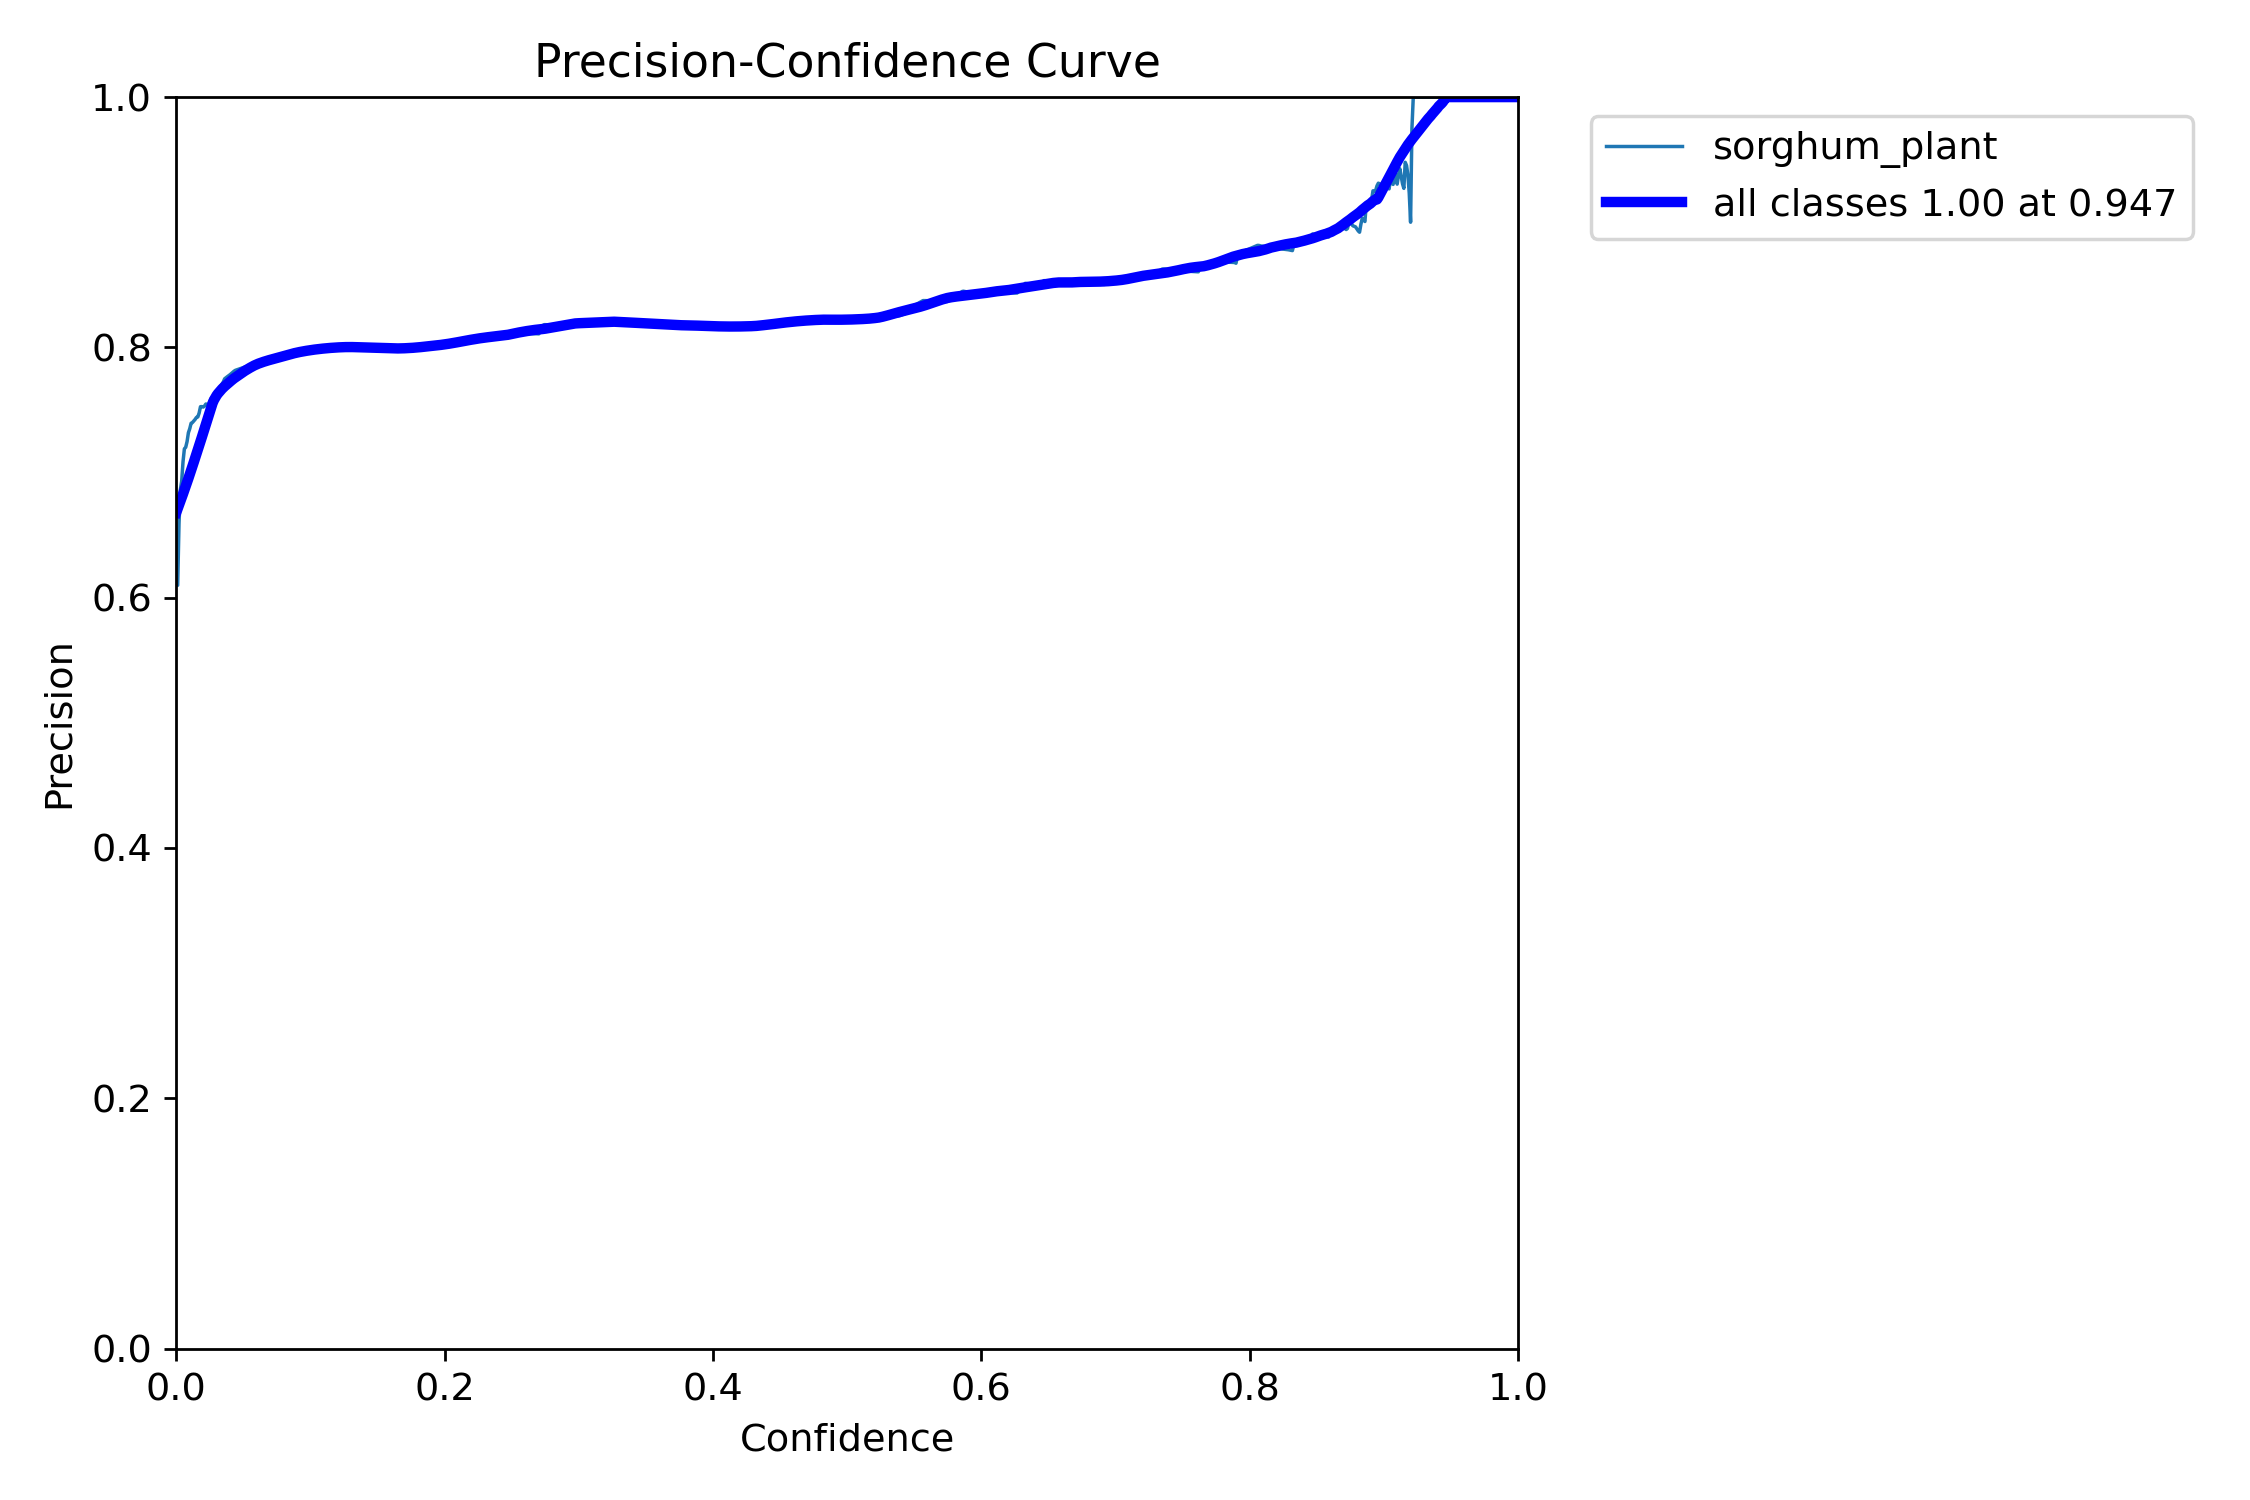 Precision-Confidence Curve
1.0
0.8
0.6
0.4
0.2
0.0
Precision
0.0 0.2 0.4 0.6 0.8 1.0
Confidence
sorghum_plant
all classes 1.00 at 0.947